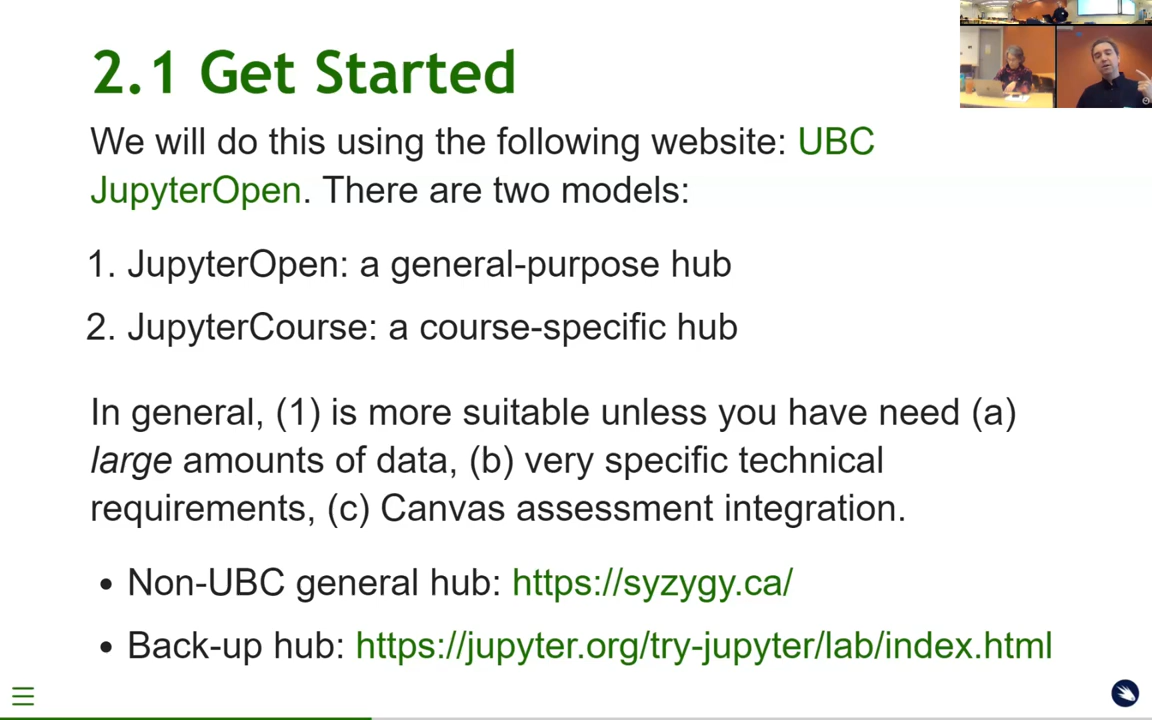 2.1 Get Started
We will do this using the following website: UBC
JupyterOpen. There are two models:
1. JupyterOpen: a general-purpose hub
2. JupyterCourse: a course-specific hub
In general, (1) is more suitable unless you have need (a)
large amounts of data, (b) very specific technical
requirements, (c) Canvas assessment integration.
• Non-UBC general hub: https://syzygy.ca/
• Back-up hub: https://jupyter.org/try-jupyter/lab/index.html